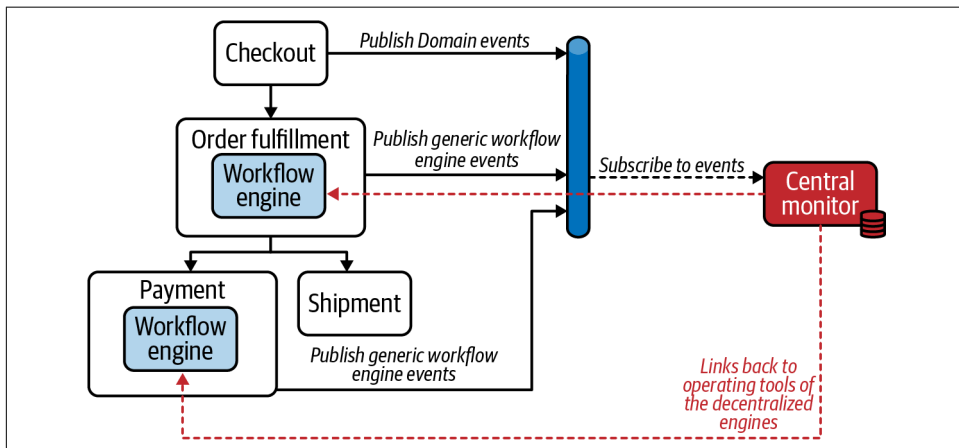 Checkout
Publish Domain events
Order fulfillment
Workflow
engine
Publish generic workflow
engine events
Subscribe to events
Central
monitor
Payment
Workflow
engine
Shipment
Publish generic workflow
engine events
Links back to
operating tools of
the decentralized
engines